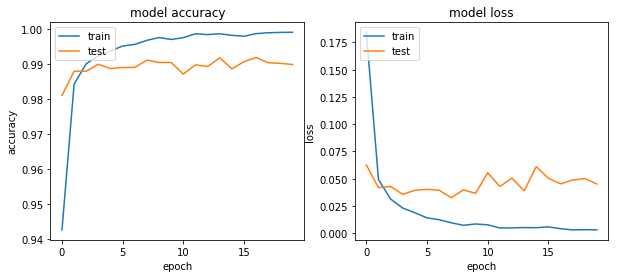 model accuracy
train
test
1.00
0.99
0.98
0.97
0.96
0.95
0.94
accuracy
0
5
10
15
epoch
model loss
train
test
0.175
0.150
0.125
0.100
0.075
0.050
0.025
0.000
loss
0
5
10
15
epoch